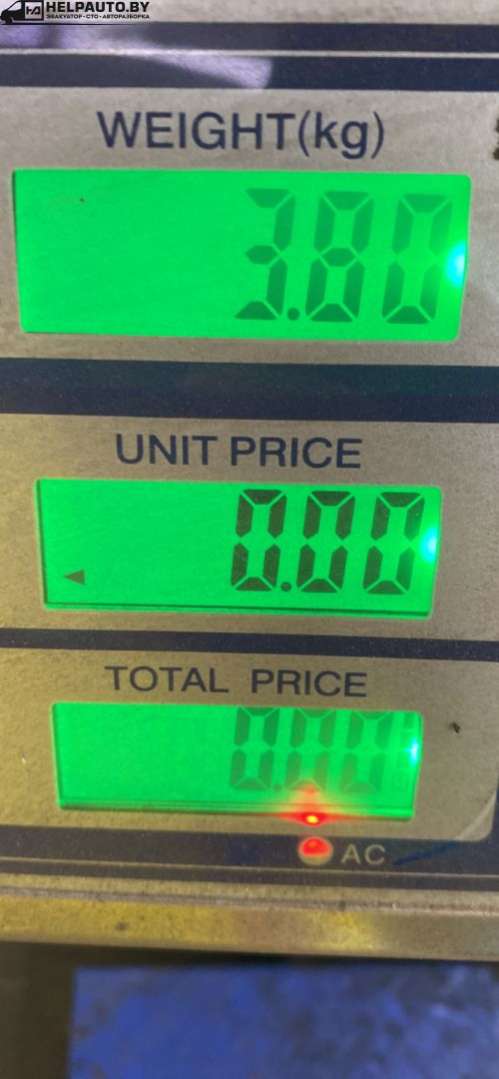 HELPAUTO.BY
ЭВАКУАТОР • СТО • АВТОРАЗБОРКА
WEIGHT(kg)
3.80
UNIT PRICE
0.00
TOTAL PRICE
0.00
AC